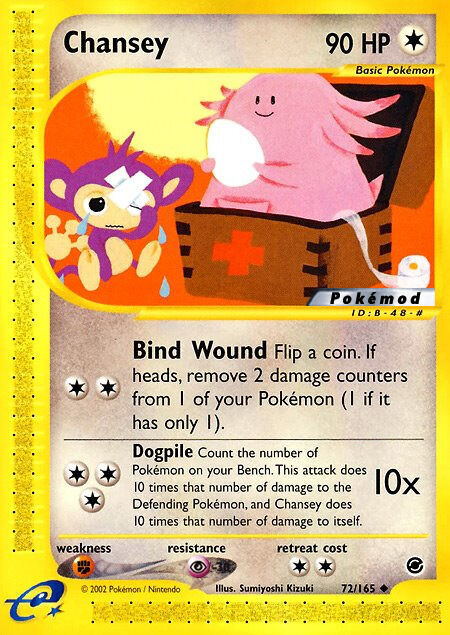 Chansey 90 HP
Basic Pokémon
Pokémod
ID:B-48-#
Bind Wound Flip a coin. If
heads, remove 2 damage counters
from 1 of your Pokémon (1 if it
has only 1).
Dogpile Count the number of
Pokémon on your Bench. This attack does
10 times that number of damage to the
Defending Pokémon, and Chansey does
10 times that number of damage to itself.
10x
weakness resistance retreat cost
-30
© 2002 Pokémon / Nintendo Illus. Sumiyoshi Kizuki 72/165
e